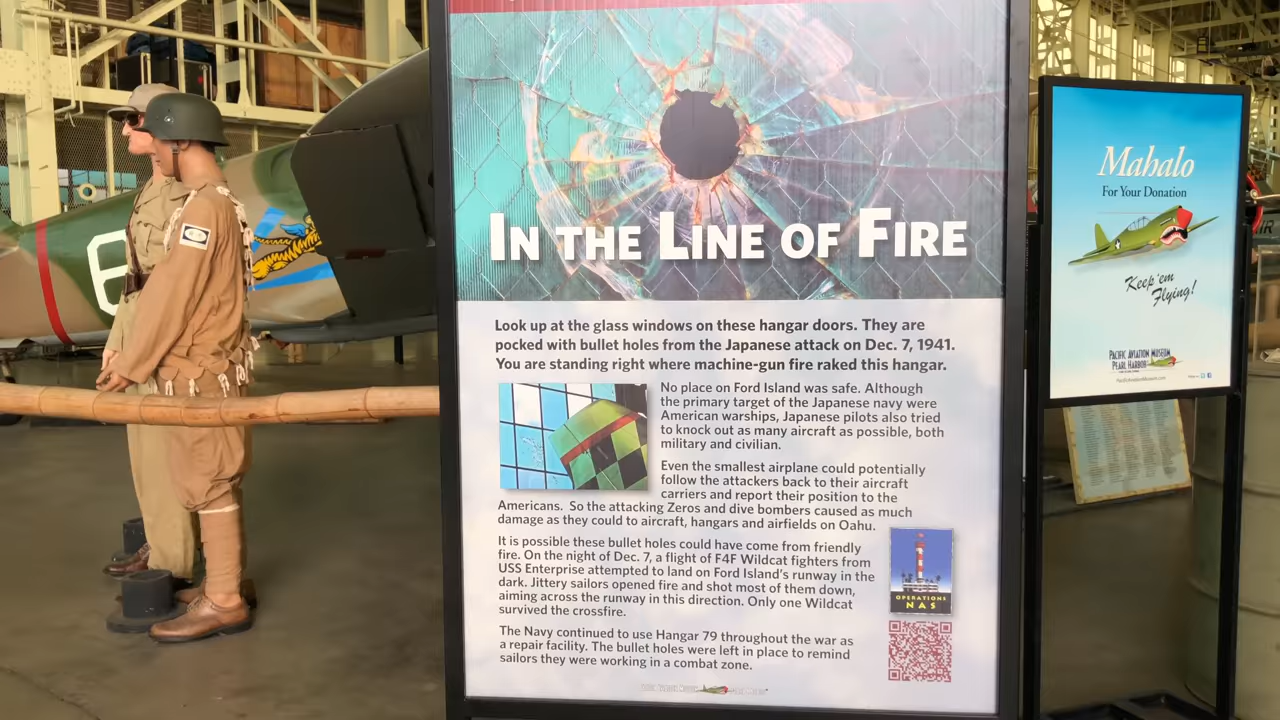 IN THE LINE OF FIRE
Look up at the glass windows on these hangar doors. They are
pocked with bullet holes from the Japanese attack on Dec. 7, 1941.
You are standing right where machine-gun fire raked this hangar.
No place on Ford Island was safe. Although
the primary target of the Japanese navy were
American warships, Japanese pilots also tried
to knock out as many aircraft as possible, both
military and civilian.
Even the smallest airplane could potentially
follow the attackers back to their aircraft
carriers and report their position to the
Americans. So the attacking Zeros and dive bombers caused as much
damage as they could to aircraft, hangars and airfields on Oahu.
It is possible these bullet holes could have come from friendly
fire. On the night of Dec. 7, a flight of F4F Wildcat fighters from
USS Enterprise attempted to land on Ford Island's runway in the
dark. Jittery sailors opened fire and shot most of them down,
aiming across the runway in this direction. Only one Wildcat
survived the crossfire.
The Navy continued to use Hangar 79 throughout the war as
a repair facility. The bullet holes were left in place to remind
sailors they were working in a combat zone.
OPERATIONS
NAS
Mahalo
For Your Donation
Keep 'em
Flying!
PACIFIC AVIATION MUSEUM
PEARL HARBOR
PacificAviationMuseum.com
6